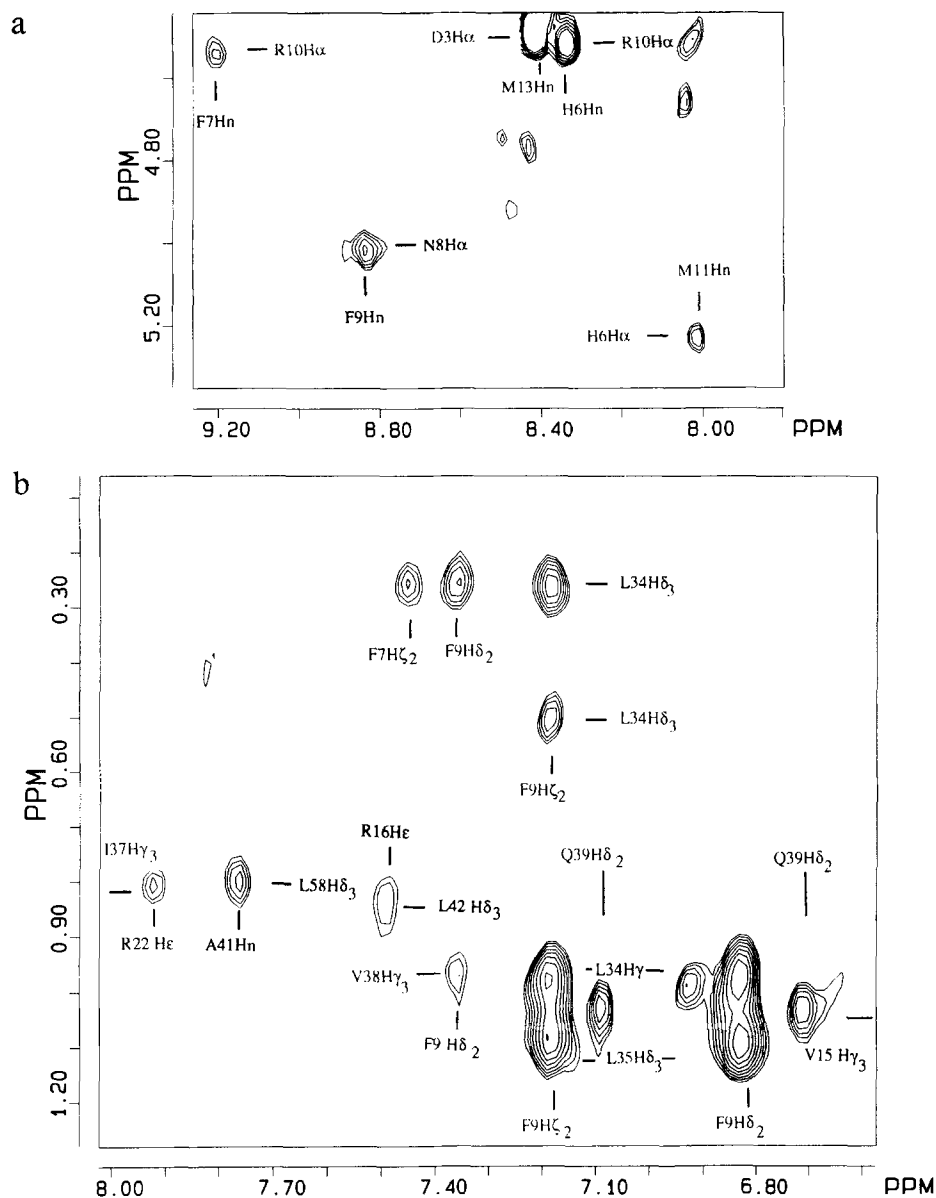 a
R10Hα
F7Hn
D3Hα
M13Hn
H6Hn
R10Hα
4.80
PPM
N8Hα
F9Hn
M11Hn
5.20
H6Hα
9.20 8.80 8.40 8.00 PPM
b
0.30
L34Hδ3
F7Hζ2
F9Hδ2
L34Hδ3
0.60
PPM
F9Hζ2
R16Hε
Q39Hδ2
Q39Hδ2
I37Hγ3
L58Hδ3
L42 Hδ3
0.90
R22 Hε
A41Hn
V38Hγ3
L34Hγ
F9 Hδ2
L35Hδ3
V15 Hγ3
1.20
F9Hζ2
F9Hδ2
8.00 7.70 7.40 7.10 6.80 PPM